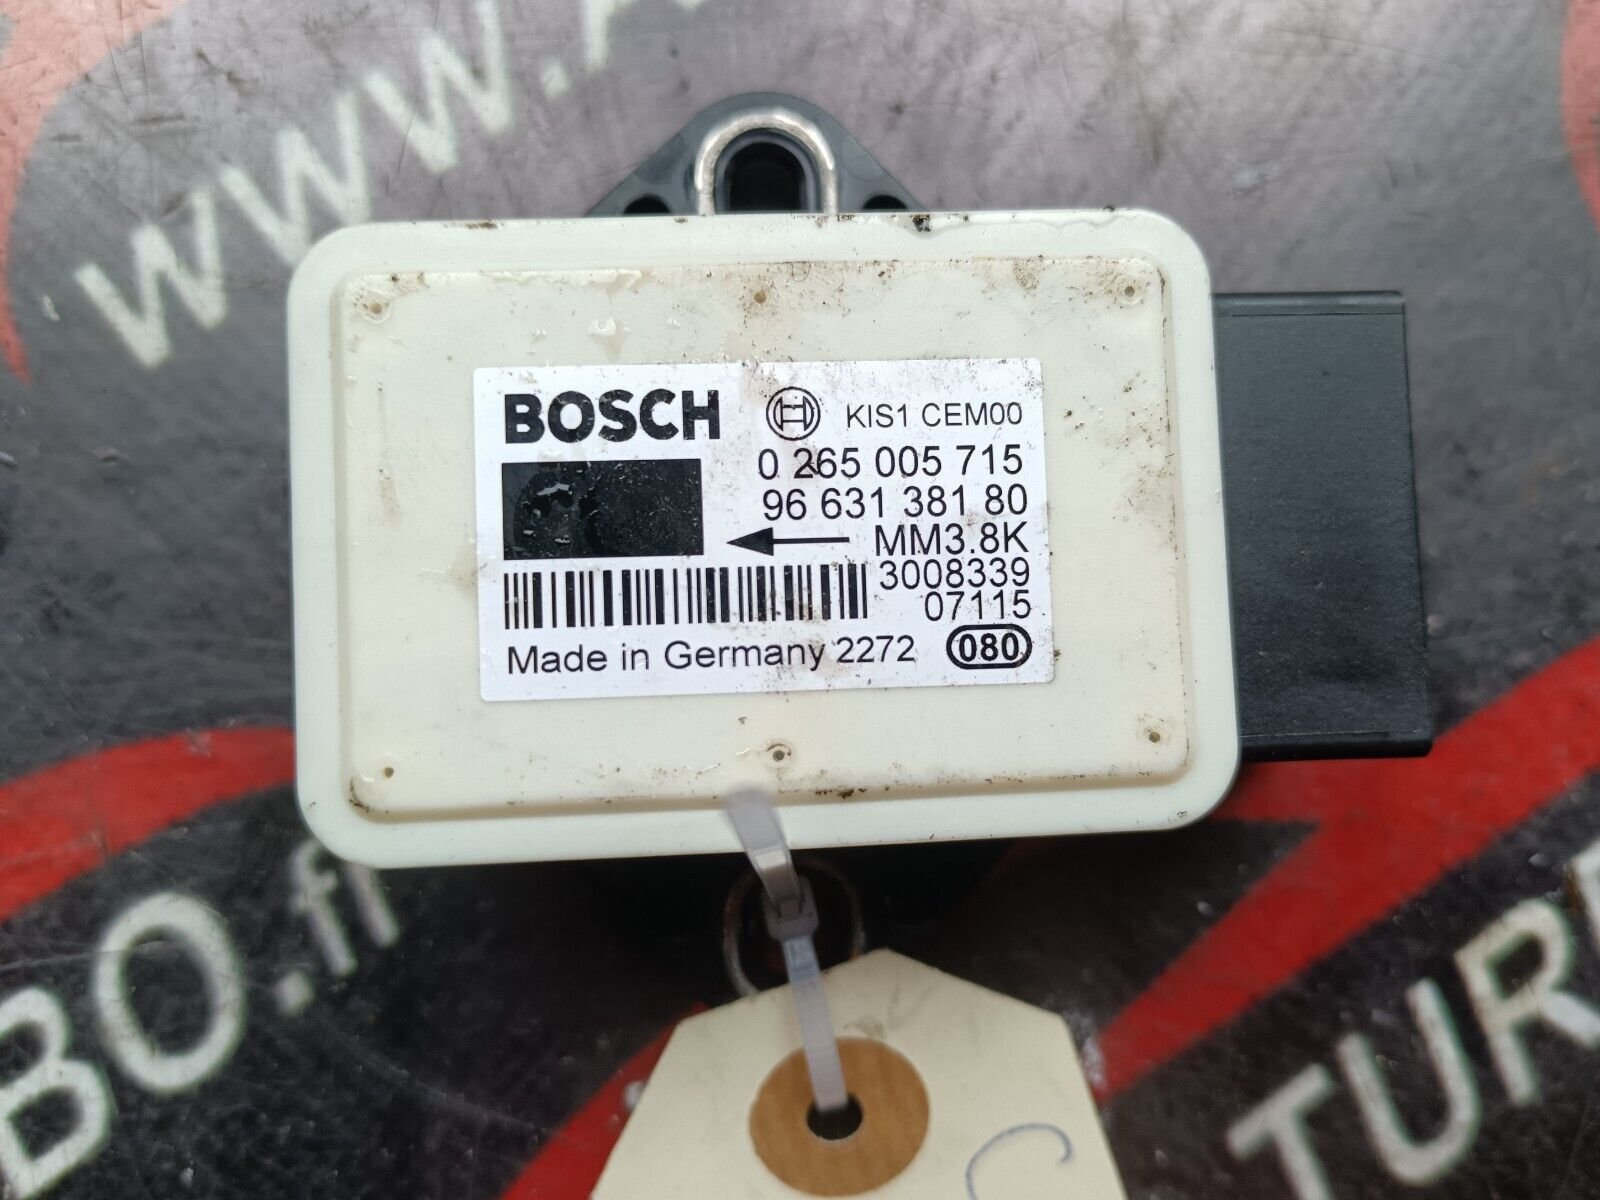 WWW.
BOSCH KIS1 CEM00
0 265 005 715
96 631 381 80
MM3.8K
3008339
07115
Made in Germany 2272 080
BO.fi
TUR
C